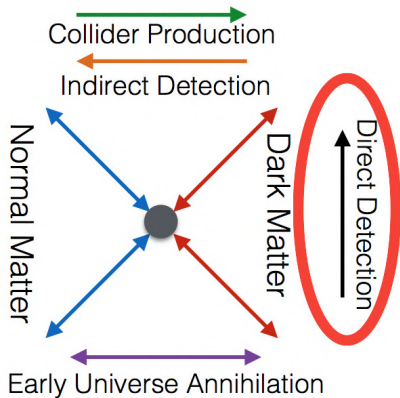 Collider Production
Indirect Detection
Normal Matter
Dark Matter
Direct Detection
Early Universe Annihilation